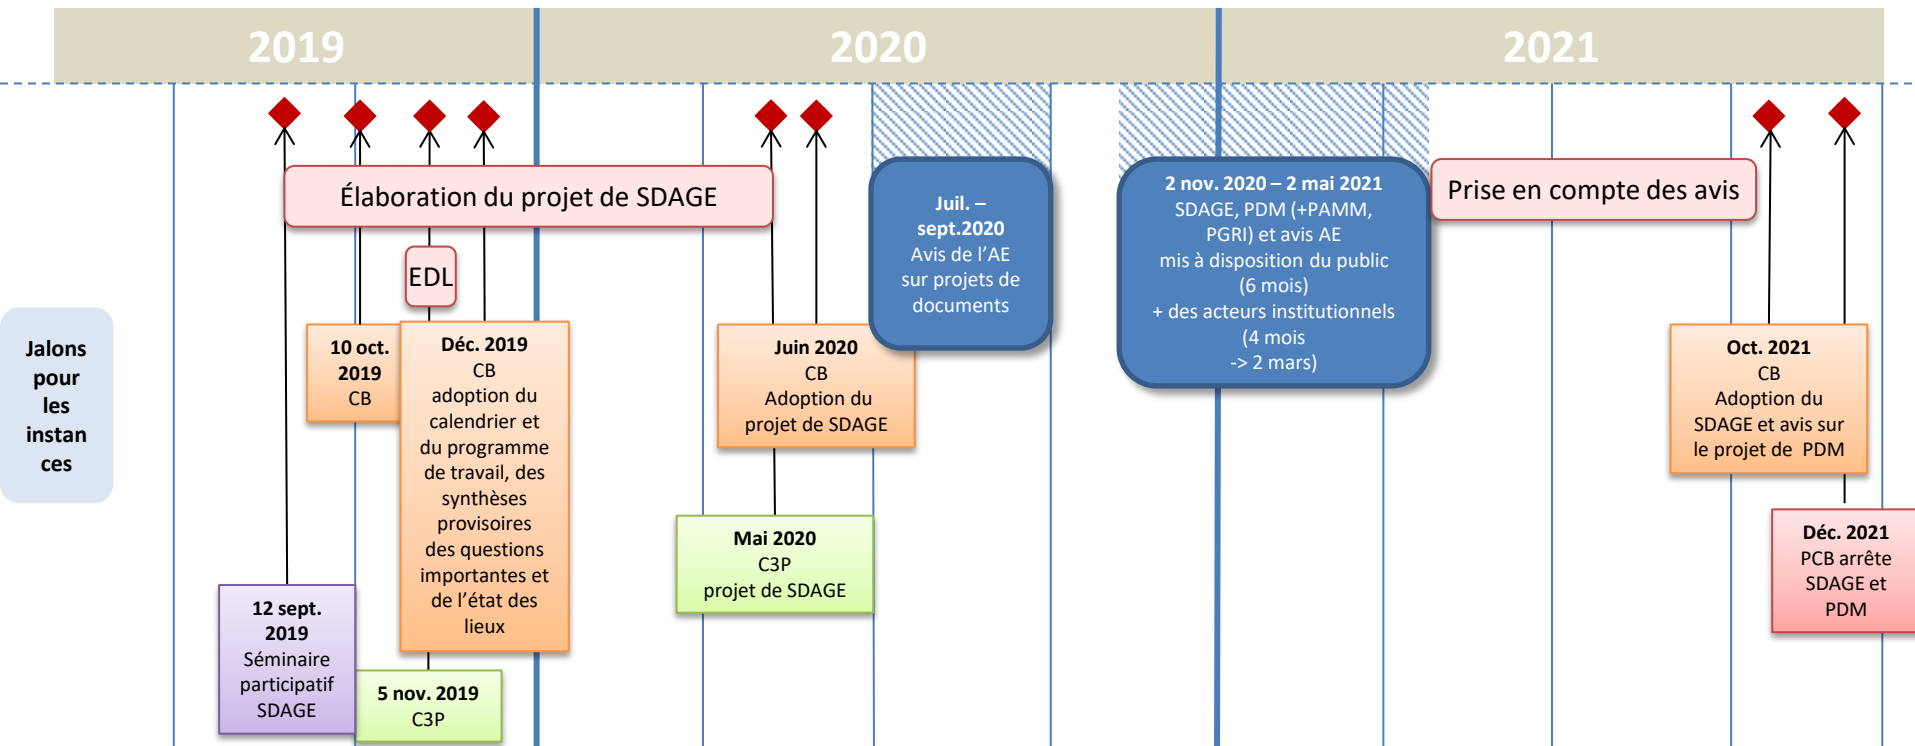 2019
2020
2021
Élaboration du projet de SDAGE
Prise en compte des avis
EDL
Juil. –
sept.2020
Avis de l’AE
sur projets de
documents
2 nov. 2020 – 2 mai 2021
SDAGE, PDM (+PAMM,
PGRI) et avis AE
mis à disposition du public
(6 mois)
+ des acteurs institutionnels
(4 mois
-> 2 mars)
Jalons
pour
les
instan
ces
10 oct.
2019
CB
Déc. 2019
CB
adoption du
calendrier et
du programme
de travail, des
synthèses
provisoires
des questions
importantes et
de l’état des
lieux
Juin 2020
CB
Adoption du
projet de SDAGE
Oct. 2021
CB
Adoption du
SDAGE et avis sur
le projet de  PDM
Mai 2020
C3P
projet de SDAGE
Déc. 2021
PCB arrête
SDAGE et
PDM
12 sept.
2019
Séminaire
participatif
SDAGE
5 nov. 2019
C3P